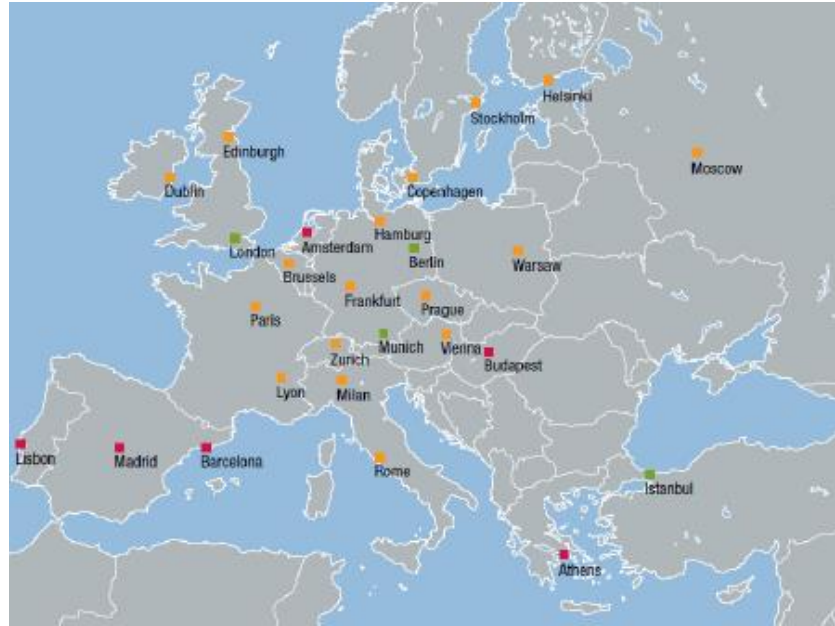 Helsinki
Stockholm
Edinburgh
Moscow
Dublin
Copenhagen
Hamburg
London
Amsterdam
Berlin
Warsaw
Brussels
Frankfurt
Prague
Paris
Zurich
Munich
Vienna
Budapest
Lyon
Milan
Lisbon
Madrid
Barcelona
Rome
Istanbul
Athens